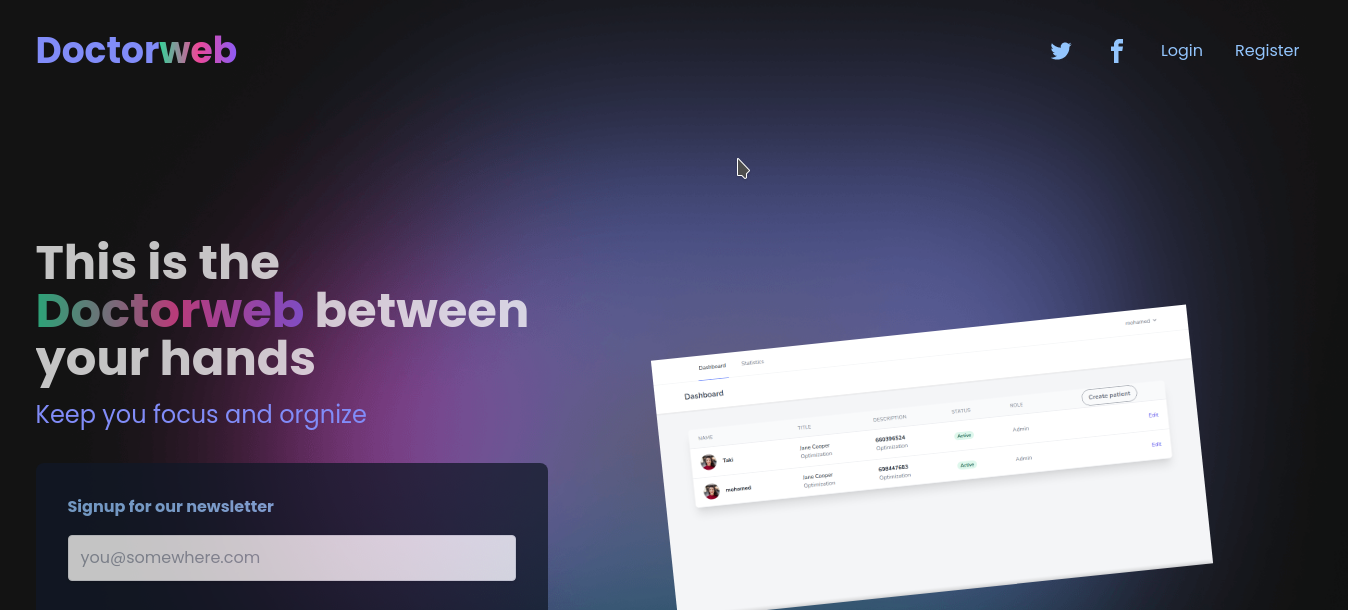 Doctorweb
Login Register
This is the
Doctorweb between
your hands
Keep you focus and orgnize
Signup for our newsletter
you@somewhere.com
Dashboard Statistics mohamed
Dashboard
Create patient
NAME TITLE DESCRIPTION STATUS ROLE
Taki Jane Cooper 660396524 Active Admin Edit
Optimization Optimization
mohamed Jane Cooper 698447683 Active Admin Edit
Optimization Optimization